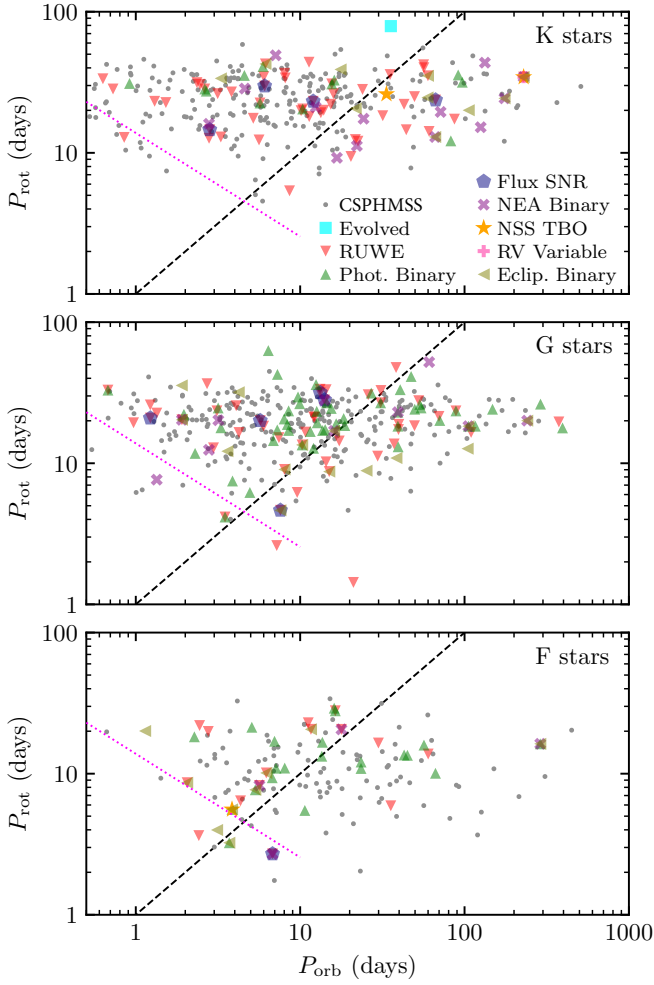 100
K stars
10
P_rot (days)
CSPHMSS
Evolved
RUWE
Phot. Binary
Flux SNR
NEA Binary
NSS TBO
RV Variable
Eclip. Binary
1
100
G stars
10
P_rot (days)
1
100
F stars
10
P_rot (days)
1
1 10 100 1000
P_orb (days)